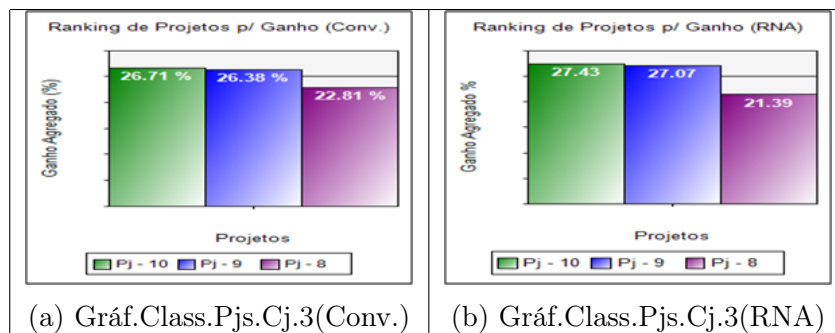 Ranking de Projetos p/ Ganho (Conv.)
Ganho Agregado (%)
26.71 %
26.38 %
22.81 %
Projetos
Pj - 10 Pj - 9 Pj - 8
(a) Gráf.Class.Pjs.Cj.3(Conv.)
Ranking de Projetos p/ Ganho (RNA)
Ganho Agregado %
27.43
27.07
21.39
Projetos
Pj - 10 Pj - 9 Pj - 8
(b) Gráf.Class.Pjs.Cj.3(RNA)